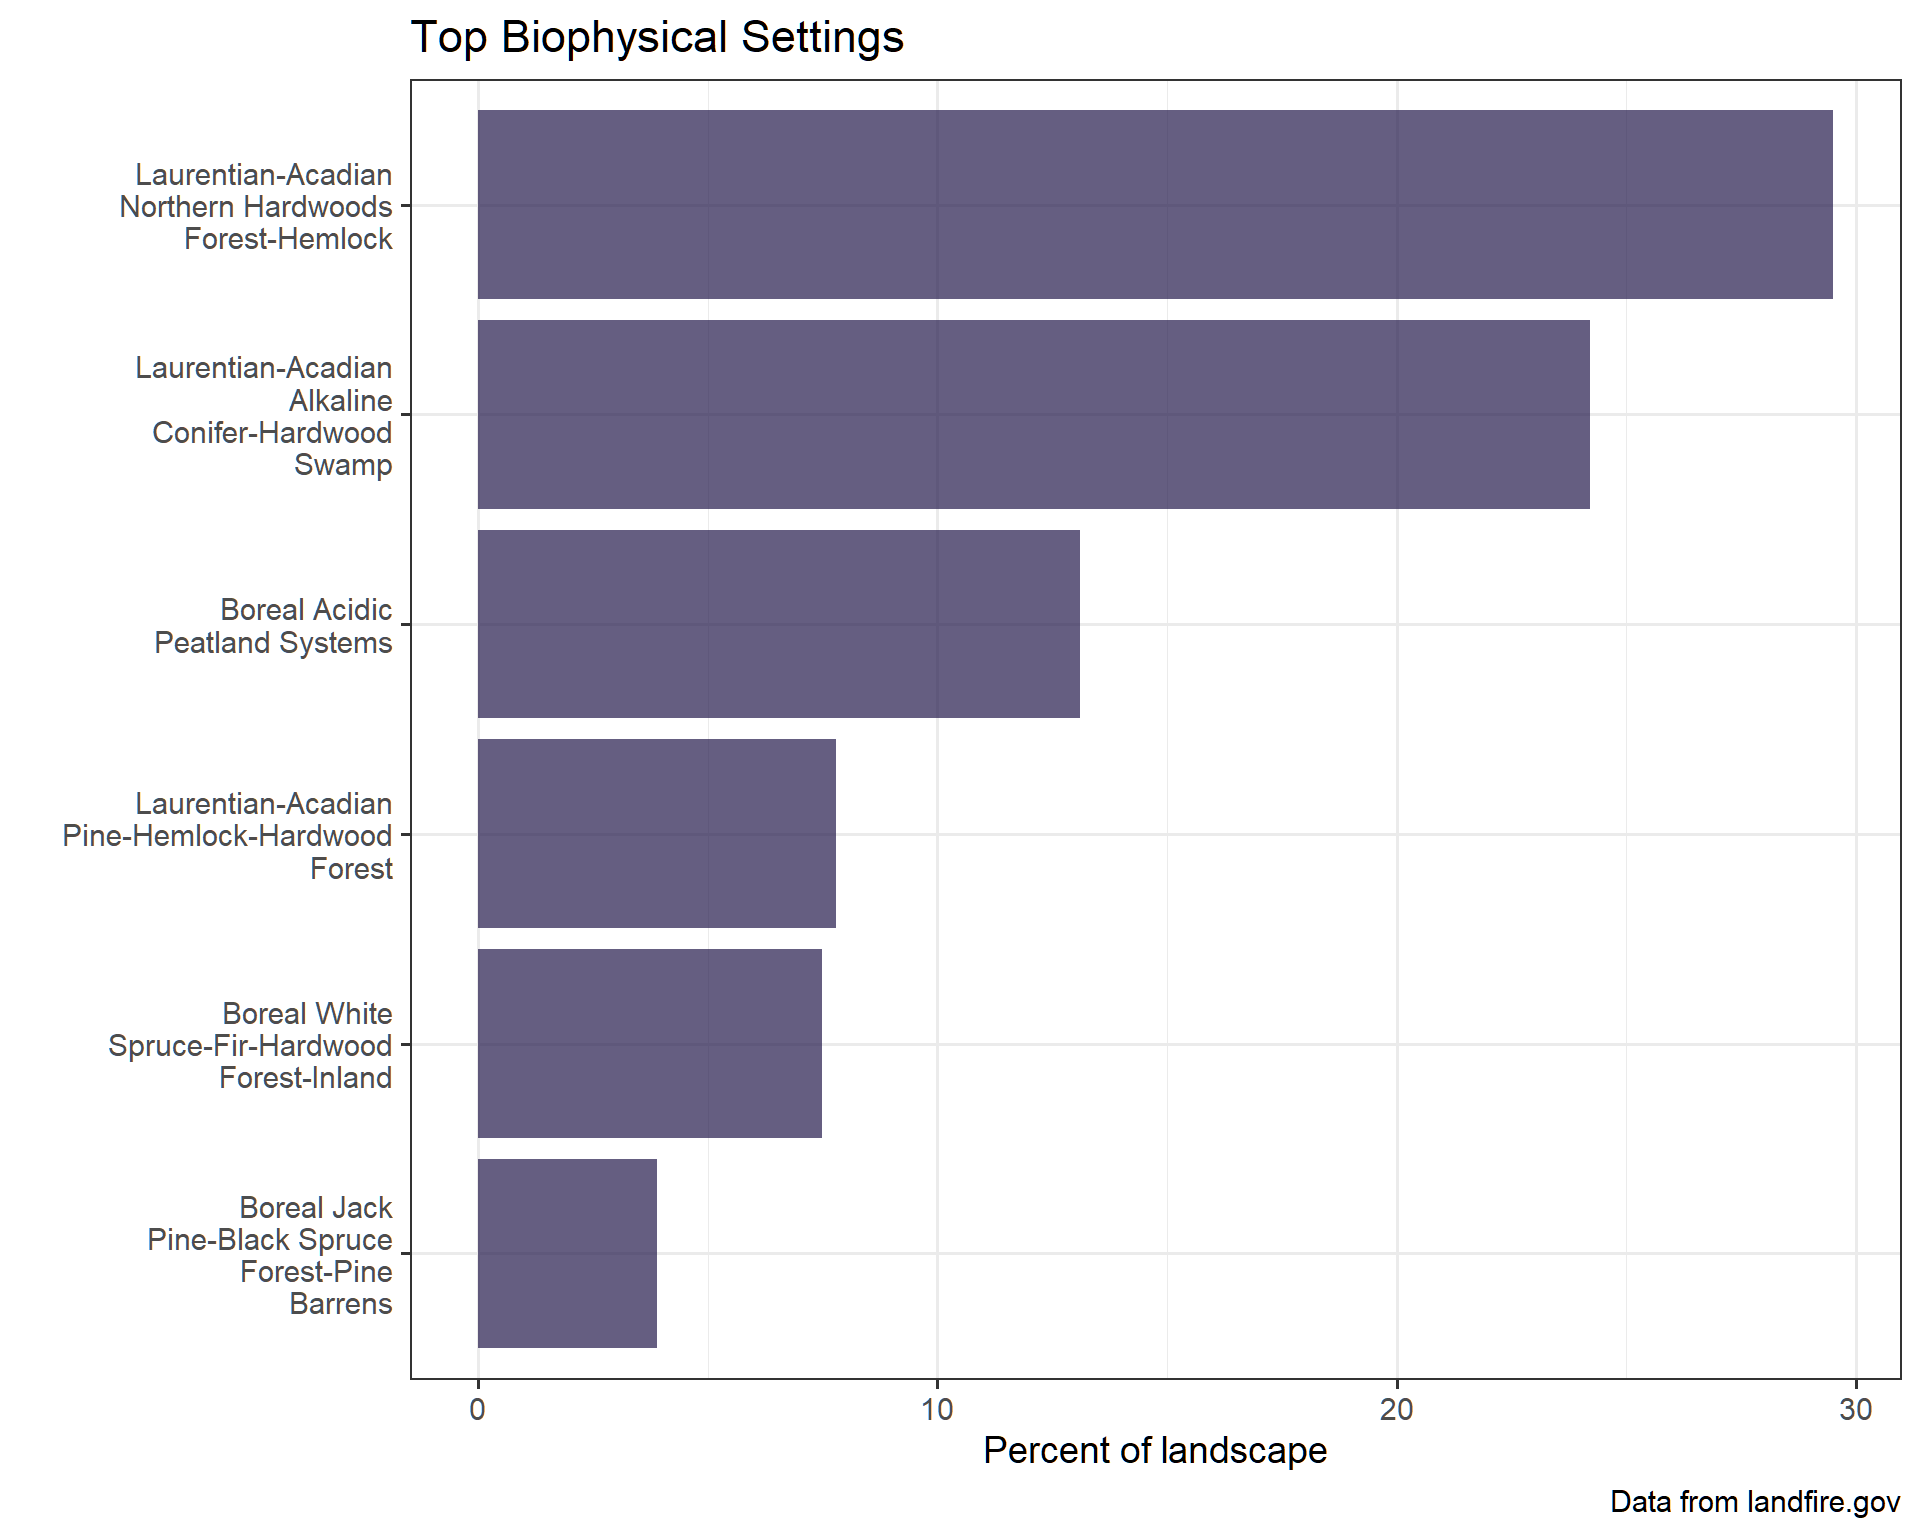 Top Biophysical Settings
Laurentian-Acadian
Northern Hardwoods
Forest-Hemlock
Laurentian-Acadian
Alkaline
Conifer-Hardwood
Swamp
Boreal Acidic
Peatland Systems
Laurentian-Acadian
Pine-Hemlock-Hardwood
Forest
Boreal White
Spruce-Fir-Hardwood
Forest-Inland
Boreal Jack
Pine-Black Spruce
Forest-Pine
Barrens
0 10 20 30
Percent of landscape
Data from landfire.gov